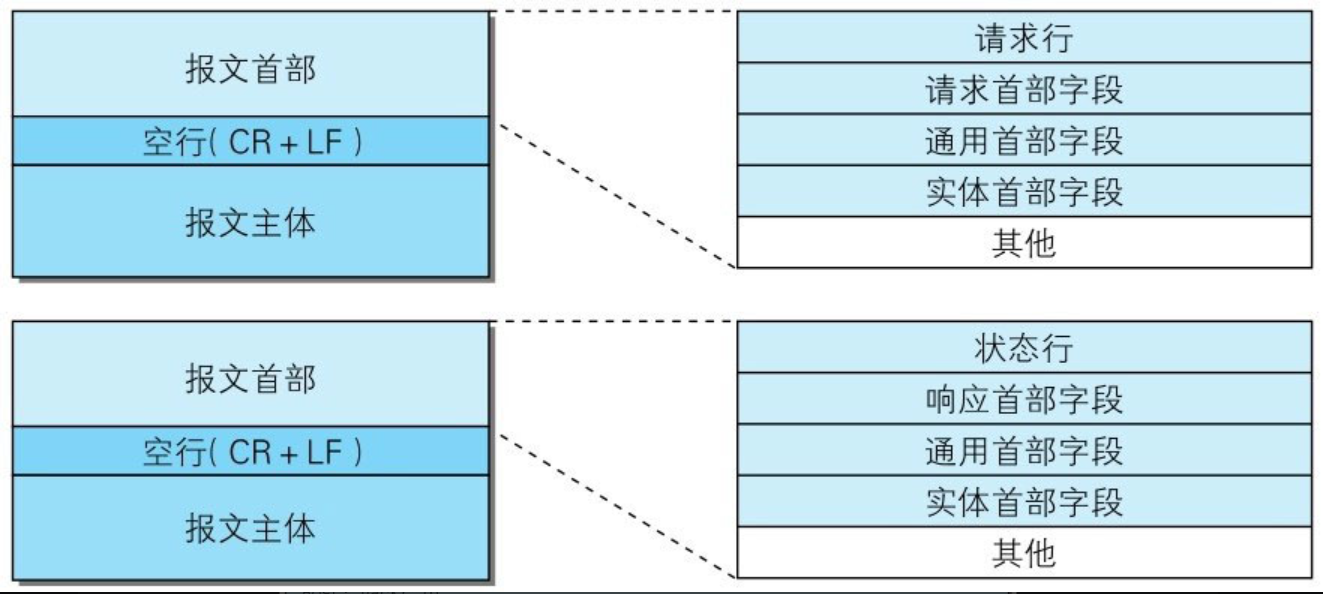 报文首部
空行( CR + LF )
报文主体
请求行
请求首部字段
通用首部字段
实体首部字段
其他
报文首部
空行( CR + LF )
报文主体
状态行
响应首部字段
通用首部字段
实体首部字段
其他